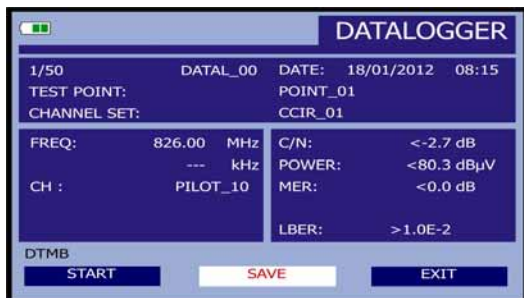 DATALOGGER
1/50 DATAL_00 DATE: 18/01/2012 08:15
TEST POINT: POINT_01
CHANNEL SET: CCIR_01
FREQ: 826.00 MHz C/N: <-2.7 dB
--- kHz POWER: <80.3 dBµV
CH : PILOT_10 MER: <0.0 dB
LBER: >1.0E-2
DTMB
START SAVE EXIT